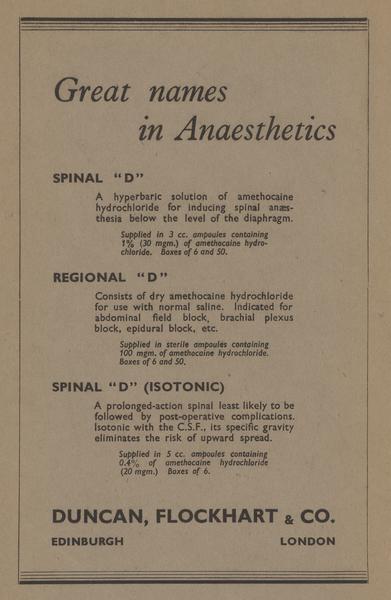 Great names
in Anaesthetics
SPINAL "D"
A hyperbaric solution of amethocaine
hydrochloride for inducing spinal anæs-
thesia below the level of the diaphragm.
Supplied in 3 cc. ampoules containing
1% (30 mgm.) of amethocaine hydro-
chloride. Boxes of 6 and 50.
REGIONAL "D"
Consists of dry amethocaine hydrochloride
for use with normal saline. Indicated for
abdominal field block, brachial plexus
block, epidural block, etc.
Supplied in sterile ampoules containing
100 mgm. of amethocaine hydrochloride.
Boxes of 6 and 50.
SPINAL "D" (ISOTONIC)
A prolonged-action spinal least likely to be
followed by post-operative complications.
Isotonic with the C.S.F., its specific gravity
eliminates the risk of upward spread.
Supplied in 5 cc. ampoules containing
0.4% of amethocaine hydrochloride
(20 mgm.) Boxes of 6.
DUNCAN, FLOCKHART & CO.
EDINBURGH LONDON